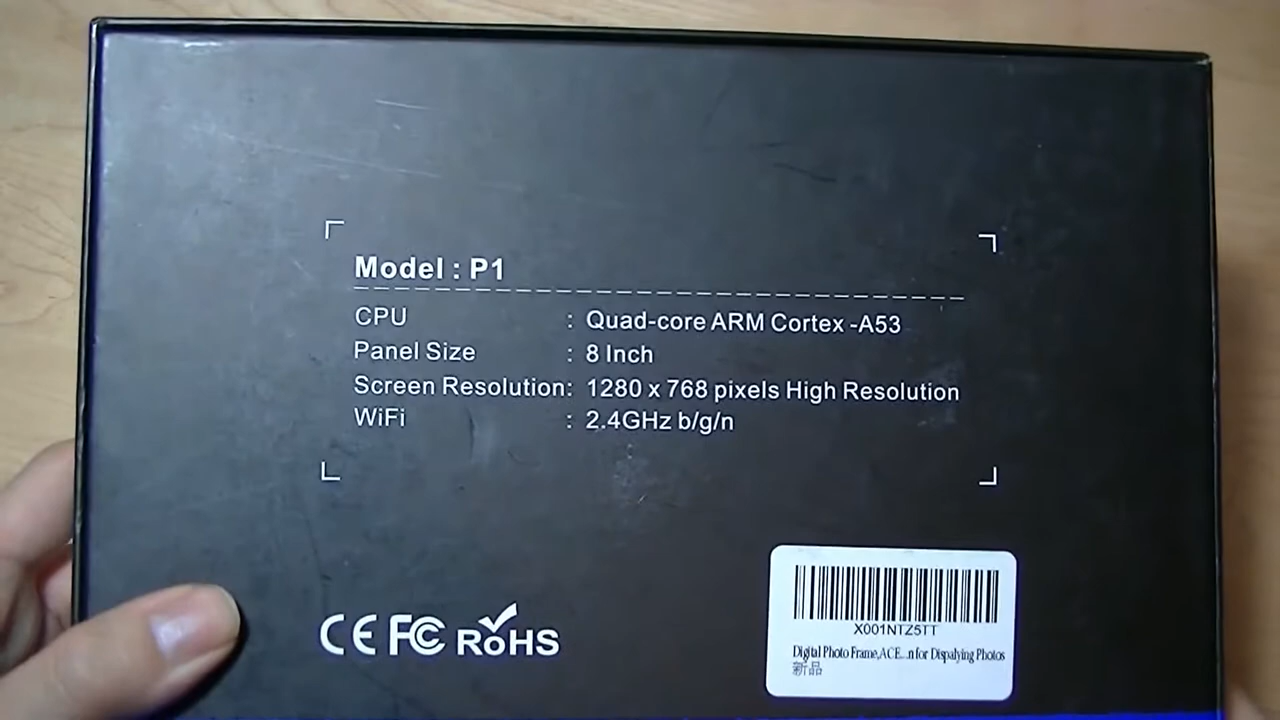 Model : P1
CPU : Quad-core ARM Cortex -A53
Panel Size : 8 Inch
Screen Resolution: 1280 x 768 pixels High Resolution
WiFi : 2.4GHz b/g/n
CE FC RoHS
X001NTZ5TT
Digital Photo Frame,ACE...n for Dispalying Photos
新品